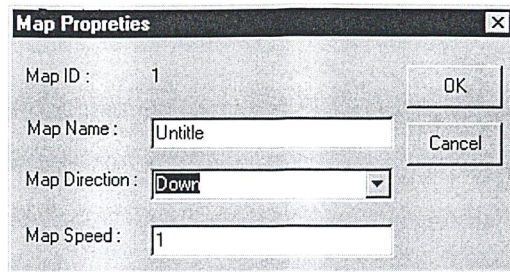 Map Propreties
Map ID : 1
OK
Map Name : Untitle
Cancel
Map Direction : Down
Map Speed : 1